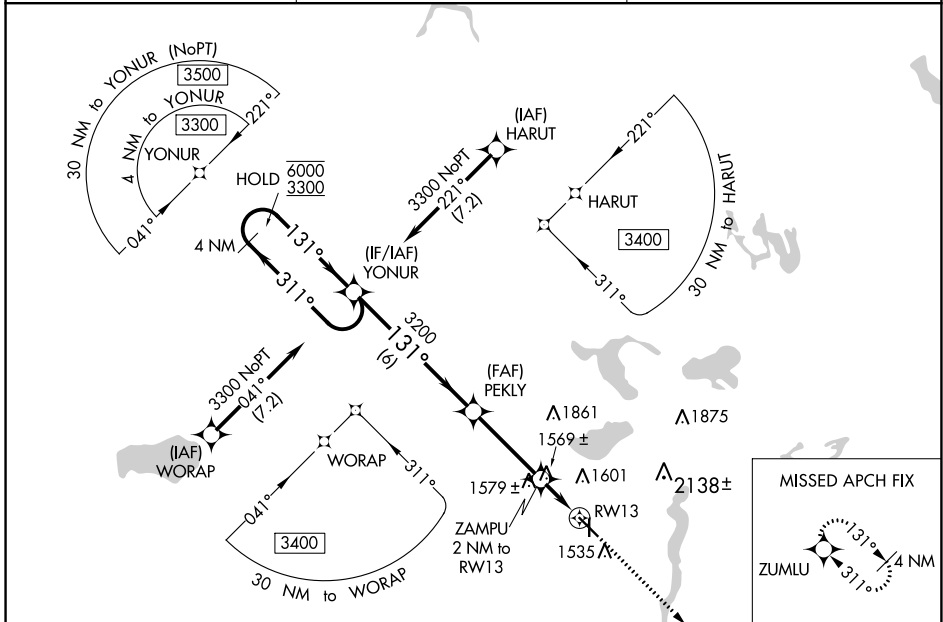 30 NM to YONUR (NoPT)
3500
4 NM to YONUR
3300
221°
YONUR
041°
HOLD 6000
3300
4 NM
131°
311°
(IF/IAF)
YONUR
(IAF)
HARUT
3300 NoPT
221°
(7.2)
221°
HARUT
3400
311°
30 NM to HARUT
3200
131°
(6)
(FAF)
PEKLY
3300 NoPT
041°
(7.2)
(IAF)
WORAP
WORAP
041°
311°
3400
30 NM to WORAP
1861
1875
1569 ±
1579 ±
1601
2138±
ZAMPU
2 NM to
RW13
RW13
1535
MISSED APCH FIX
131°
4 NM
ZUMLU
311°